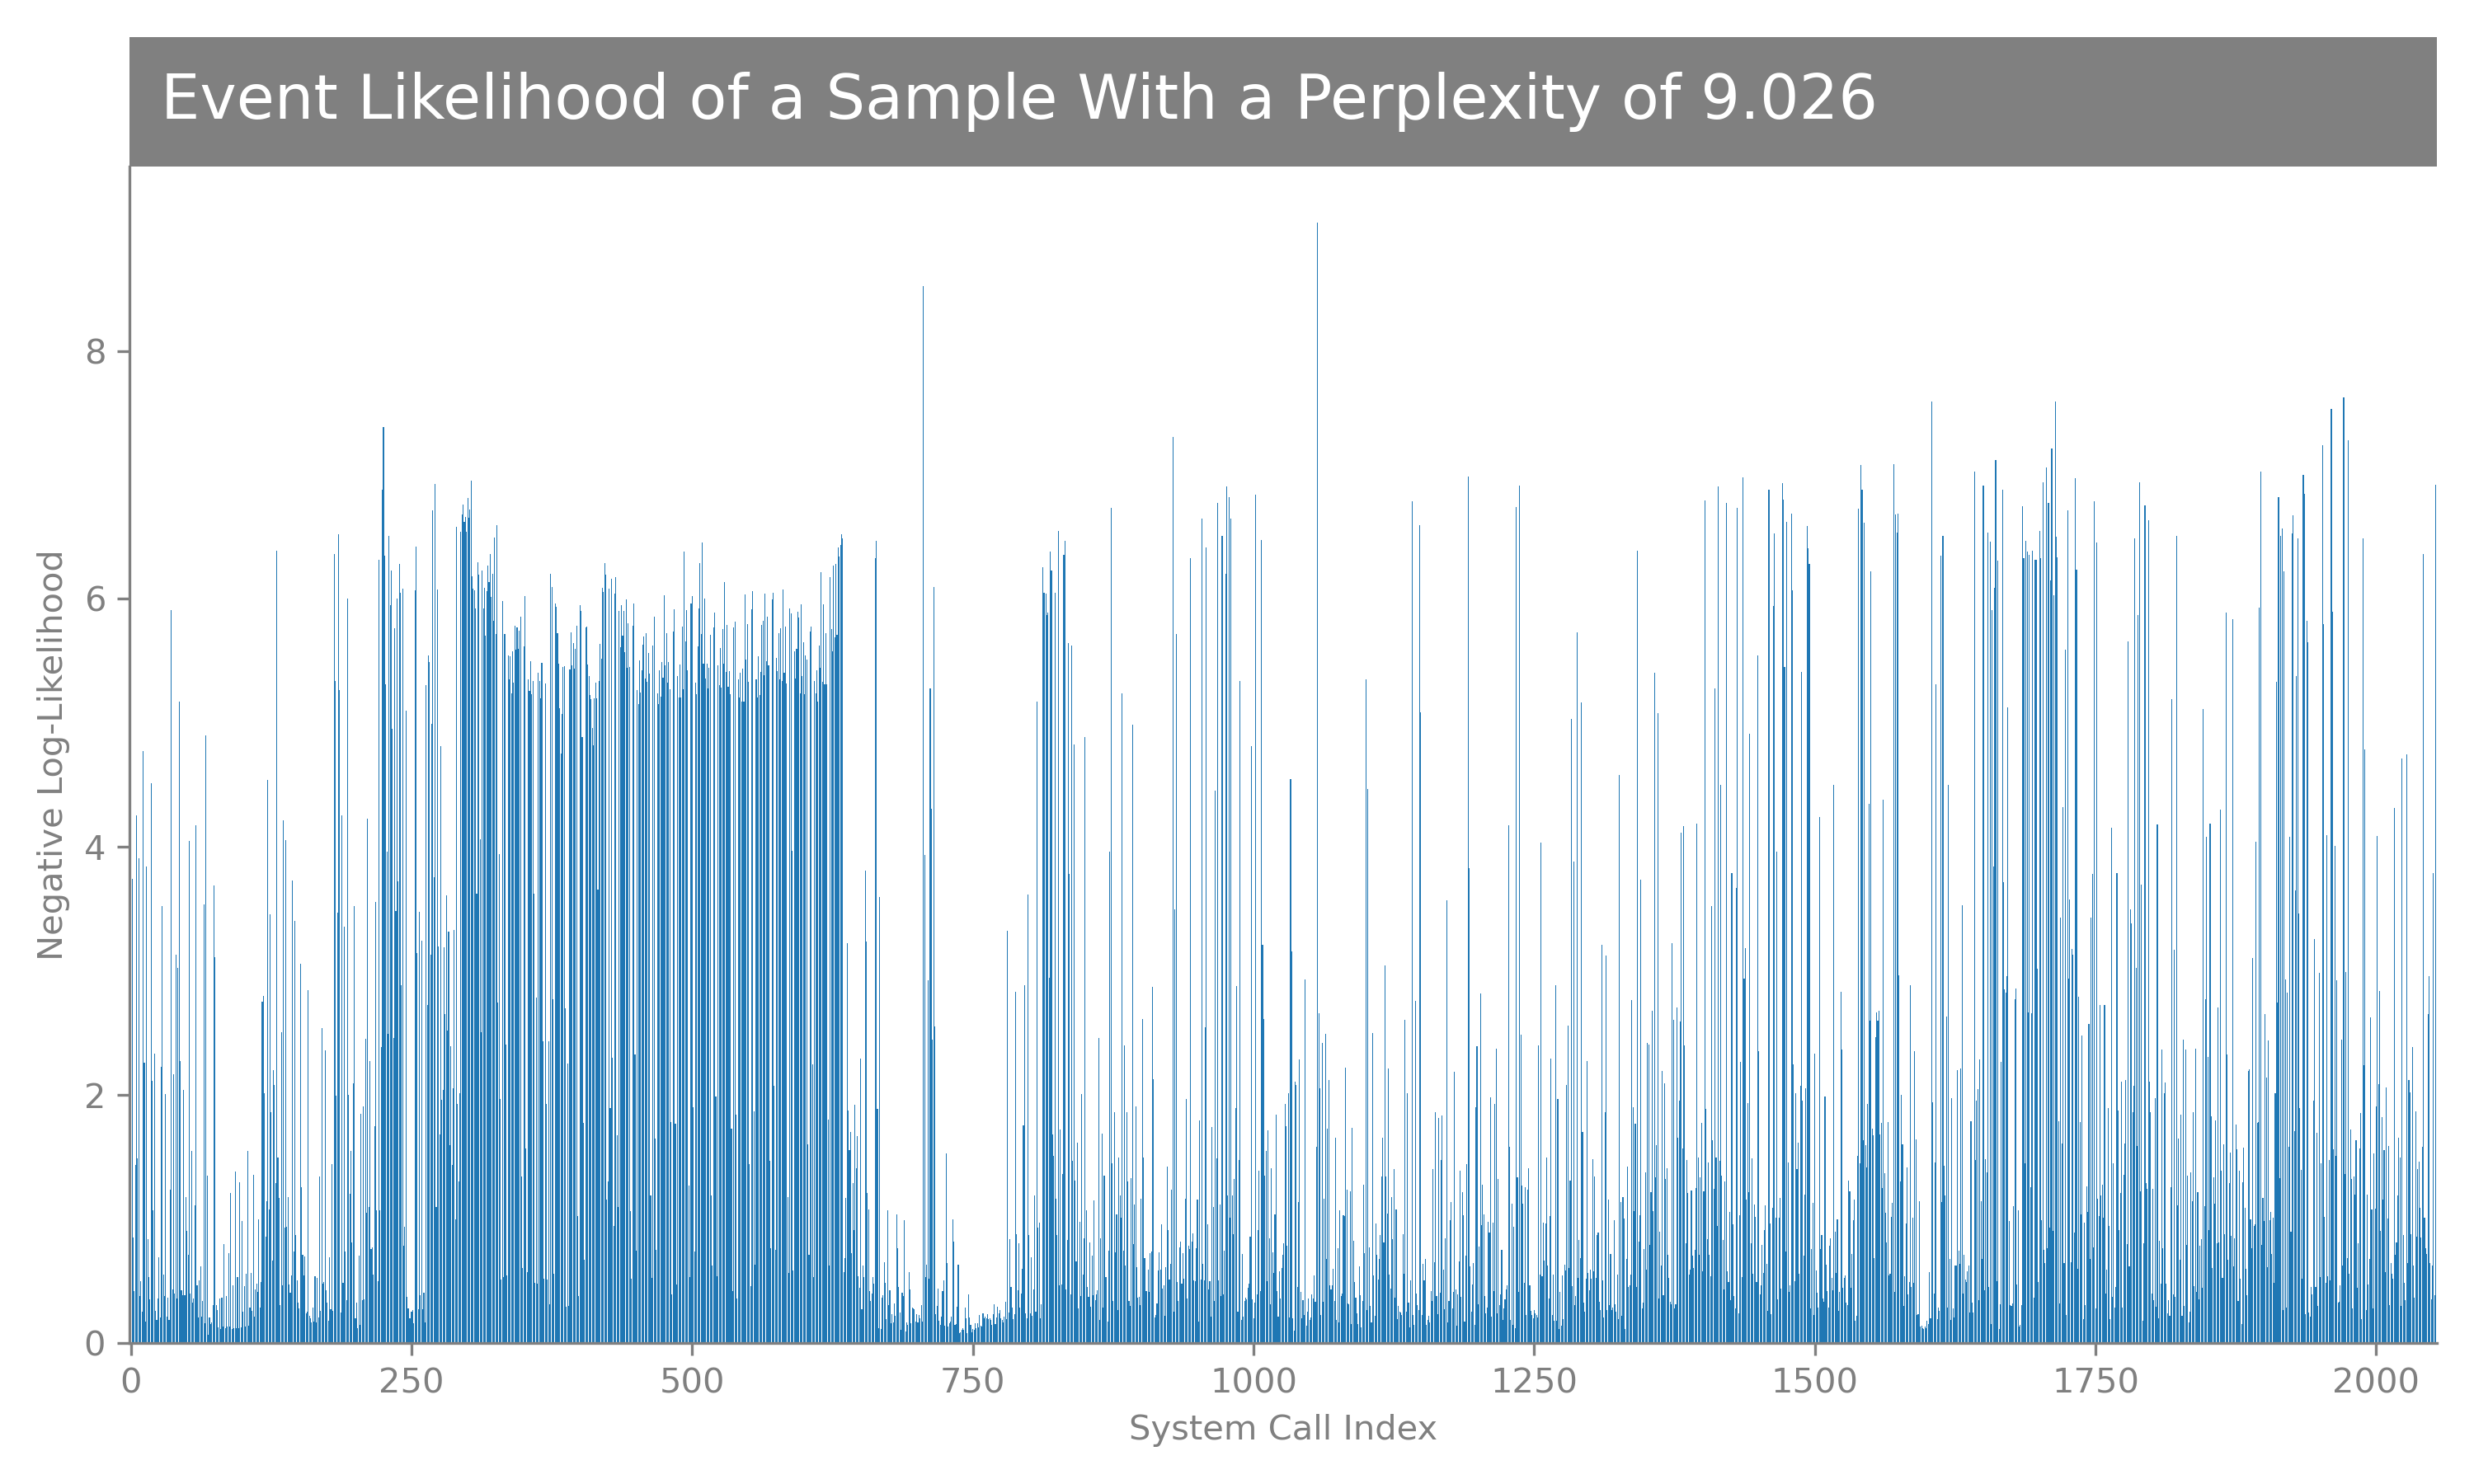 Event Likelihood of a Sample With a Perplexity of 9.026
Negative Log-Likelihood
8
6
4
2
0
0 250 500 750 1000 1250 1500 1750 2000
System Call Index